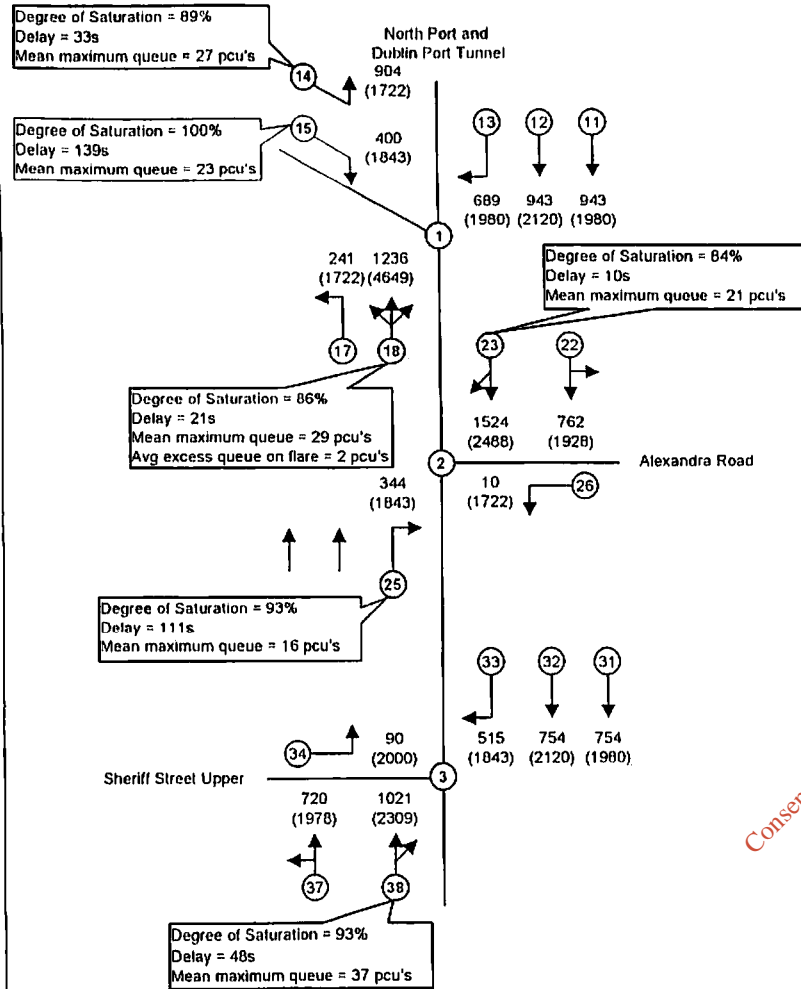 Degree of Saturation = 89%
Delay = 33s
Mean maximum queue = 27 pcu's
North Port and
Dublin Port Tunnel
14
904
(1722)
Degree of Saturation = 100%
Delay = 139s
Mean maximum queue = 23 pcu's
15
400
(1843)
13
12
11
689
(1980)
943
(2120)
943
(1980)
1
241
(1722)
1236
(4649)
Degree of Saturation = 84%
Delay = 10s
Mean maximum queue = 21 pcu's
17
18
23
22
Degree of Saturation = 86%
Delay = 21s
Mean maximum queue = 29 pcu's
Avg excess queue on flare = 2 pcu's
1524
(2488)
762
(1928)
2
Alexandra Road
344
(1843)
10
(1722)
26
25
Degree of Saturation = 93%
Delay = 111s
Mean maximum queue = 16 pcu's
33
32
31
515
(1843)
754
(2120)
754
(1980)
34
90
(2000)
Sheriff Street Upper
3
720
(1978)
1021
(2309)
37
38
Degree of Saturation = 93%
Delay = 48s
Mean maximum queue = 37 pcu's